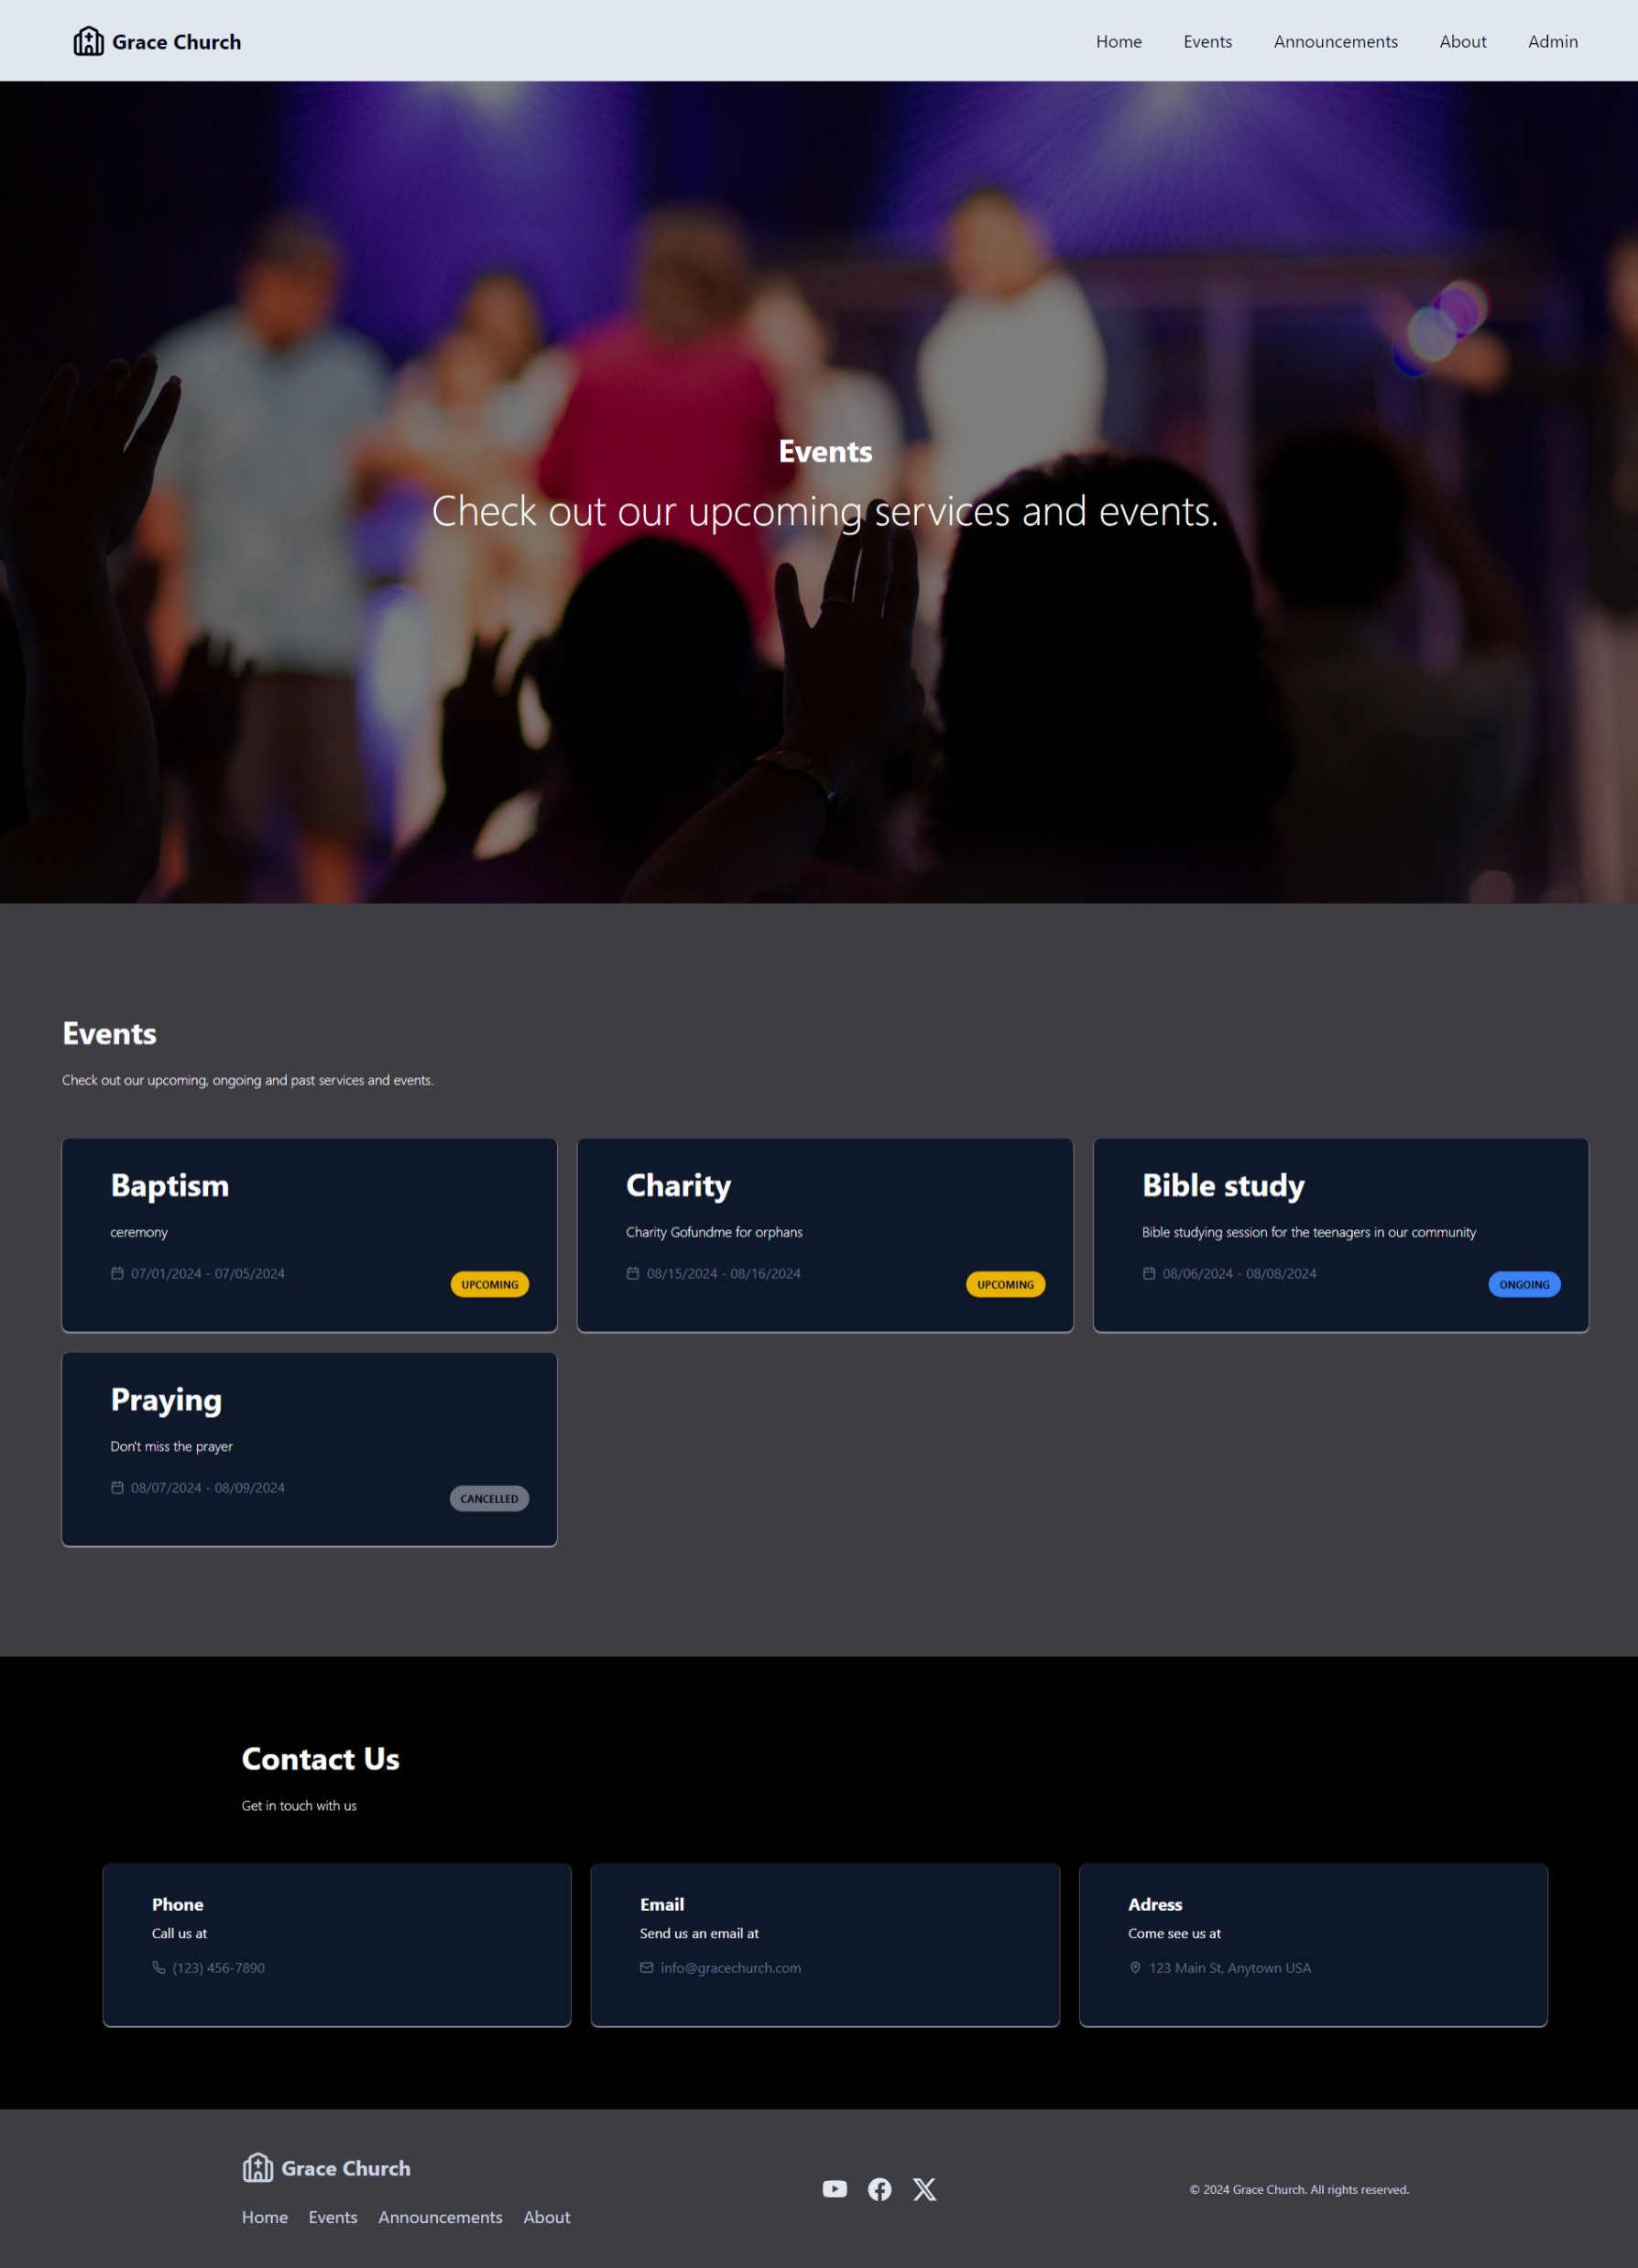 Grace Church
Home Events Announcements About Admin
Events
Check out our upcoming services and events.
Events
Check out our upcoming, ongoing and past services and events.
Baptism
ceremony
07/01/2024 - 07/05/2024
UPCOMING
Charity
Charity Gofundme for orphans
08/15/2024 - 08/16/2024
UPCOMING
Bible study
Bible studying session for the teenagers in our community
08/06/2024 - 08/08/2024
ONGOING
Praying
Don't miss the prayer
08/07/2024 - 08/09/2024
CANCELLED
Contact Us
Get in touch with us
Phone
Call us at
(123) 456-7890
Email
Send us an email at
info@gracechurch.com
Adress
Come see us at
123 Main St, Anytown USA
Grace Church
Home Events Announcements About
© 2024 Grace Church. All rights reserved.